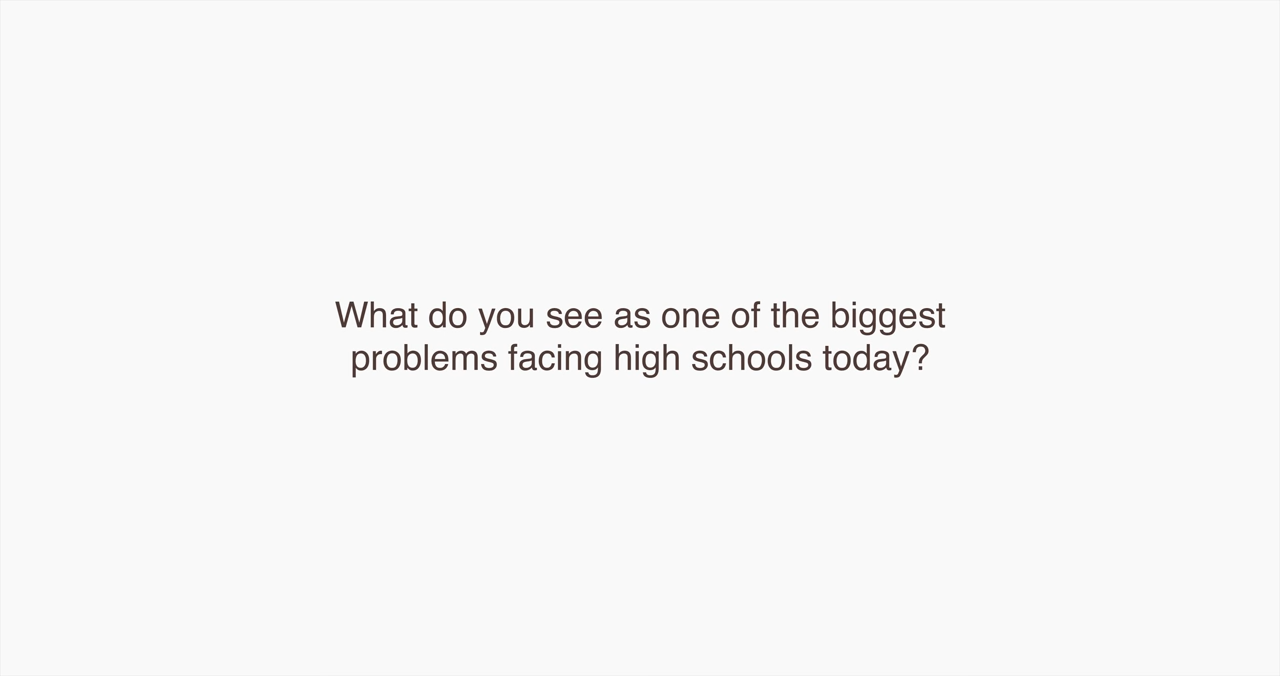 What do you see as one of the biggest
problems facing high schools today?